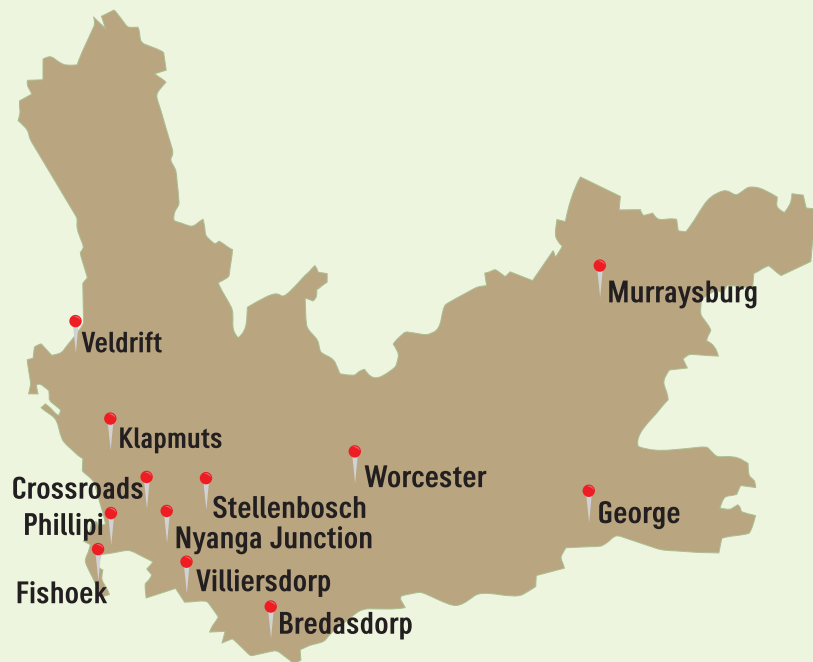 Murraysburg
Veldrift
Klapmuts
Worcester
Crossroads
Stellenbosch
George
Phillipi
Nyanga Junction
Villiersdorp
Fishoek
Bredasdorp